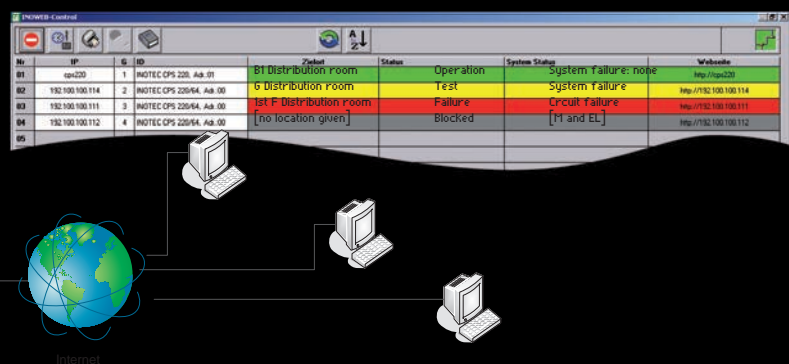 INOWEB-Control
Nr IP G ID Zielort Status System Status Webseite
01 cps220 1 INOTEC CPS 220, Adr.:01 B1 Distribution room Operation System failure: none http://cps220
02 192.100.100.114 2 INOTEC CPS 220/64, Adr.:00 G Distribution room Test System failure http://192.100.100.114
03 192.100.100.111 3 INOTEC CPS 220/64, Adr.:00 1st F Distribution room Failure Crcuit failure http://192.100.100.111
04 192.100.100.112 4 INOTEC CPS 220/64, Adr.:00 [no location given] Blocked [M and EL] http://192.100.100.112
05
Internet